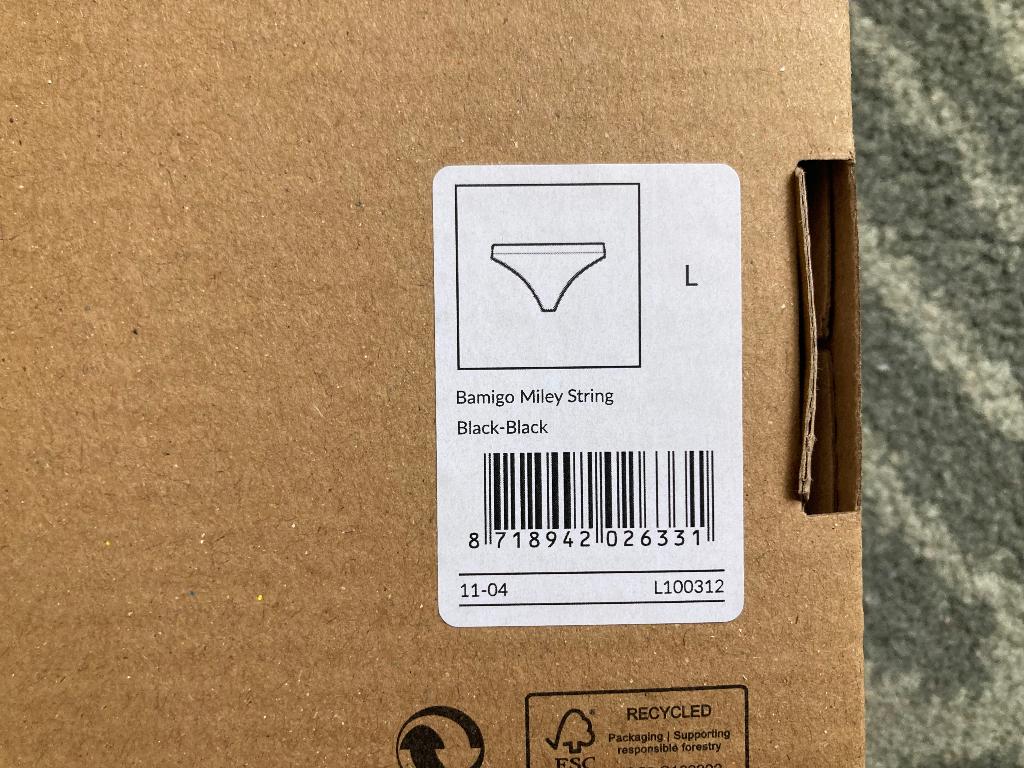 L
Bamigo Miley String
Black-Black
8 718942 026331
11-04
L100312
RECYCLED
Packaging | Supporting
responsible forestry
FSC